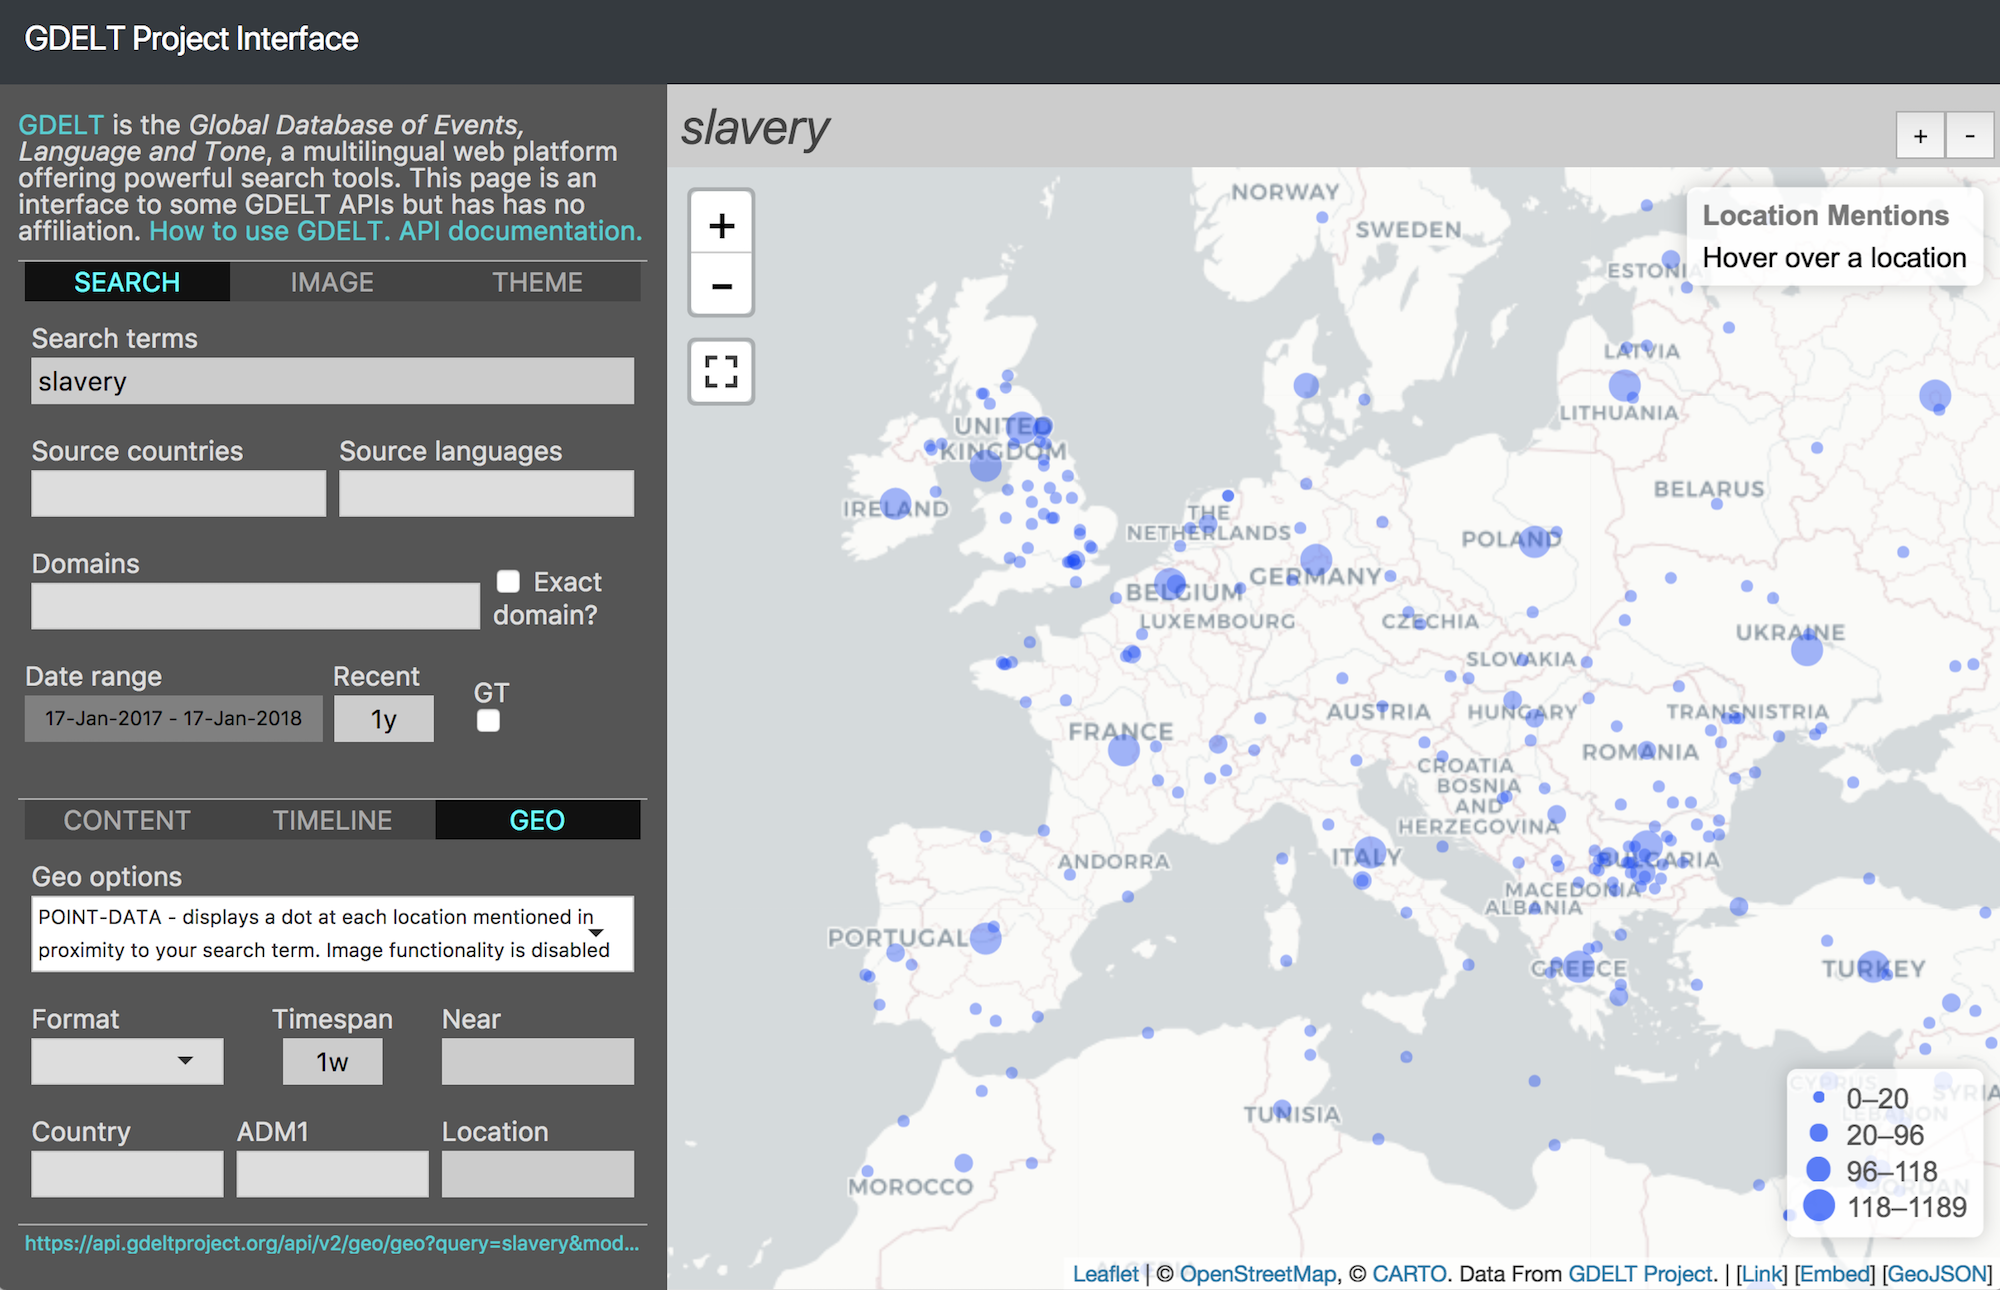 GDELT Project Interface
GDELT is the Global Database of Events,
Language and Tone, a multilingual web platform
offering powerful search tools. This page is an
interface to some GDELT APIs but has has no
affiliation. How to use GDELT. API documentation.
SEARCH IMAGE THEME
Search terms
slavery
Source countries Source languages
Domains
Exact
domain?
Date range Recent GT
17-Jan-2017 - 17-Jan-2018 1y
CONTENT TIMELINE GEO
Geo options
POINT-DATA - displays a dot at each location mentioned in
proximity to your search term. Image functionality is disabled
Format Timespan Near
1w
Country ADM1 Location
https://api.gdeltproject.org/api/v2/geo/geo?query=slavery&mod...
slavery
+ -
+
−
Location Mentions
Hover over a location
NORWAY
SWEDEN
ESTONIA
LATVIA
LITHUANIA
UNITED
KINGDOM
IRELAND
BELARUS
THE
NETHERLANDS
POLAND
GERMANY
BELGIUM
LUXEMBOURG
CZECHIA
UKRAINE
SLOVAKIA
AUSTRIA
HUNGARY
TRANSNISTRIA
FRANCE
ROMANIA
CROATIA
BOSNIA
AND
HERZEGOVINA
ITALY
ANDORRA
BULGARIA
MACEDONIA
ALBANIA
PORTUGAL
GREECE
TURKEY
CYPRUS
SYRIA
LEBANON
TUNISIA
JORDAN
MOROCCO
ALGERIA
0–20
20–96
96–118
118–1189
Leaflet | © OpenStreetMap, © CARTO. Data From GDELT Project. | [Link] [Embed] [GeoJSON]